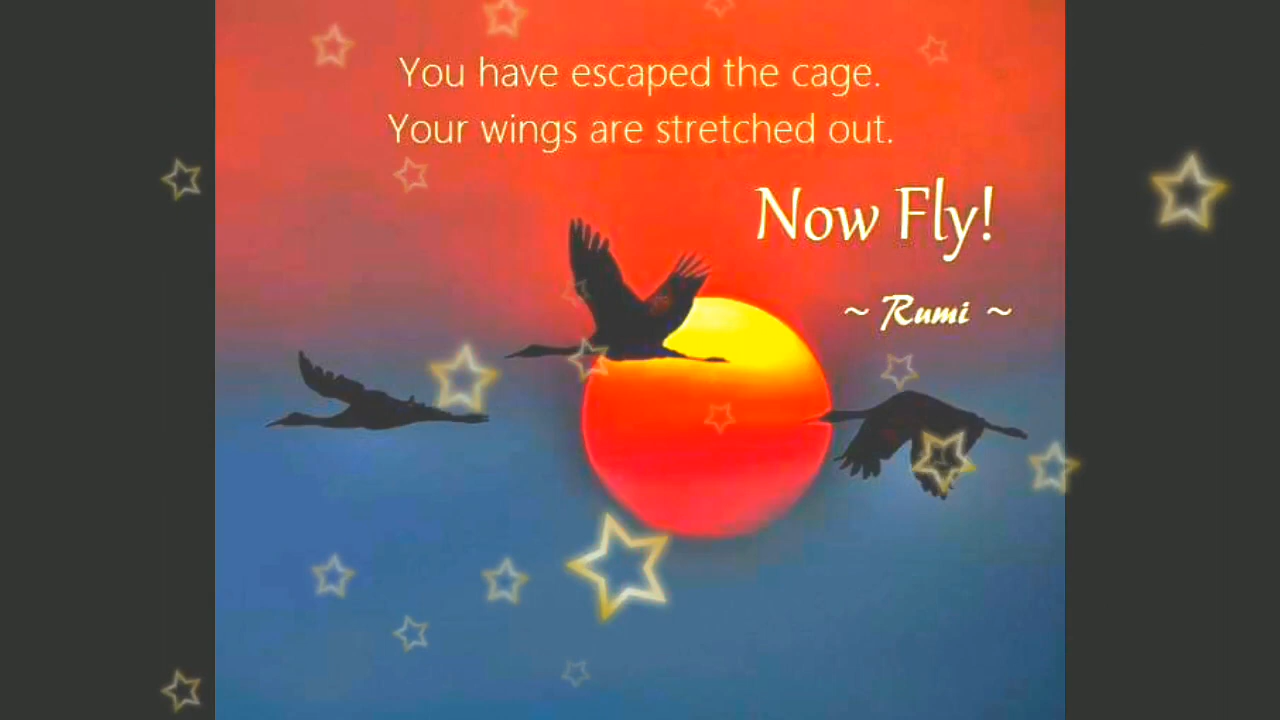 You have escaped the cage.
Your wings are stretched out.
Now Fly!
~ Rumi ~